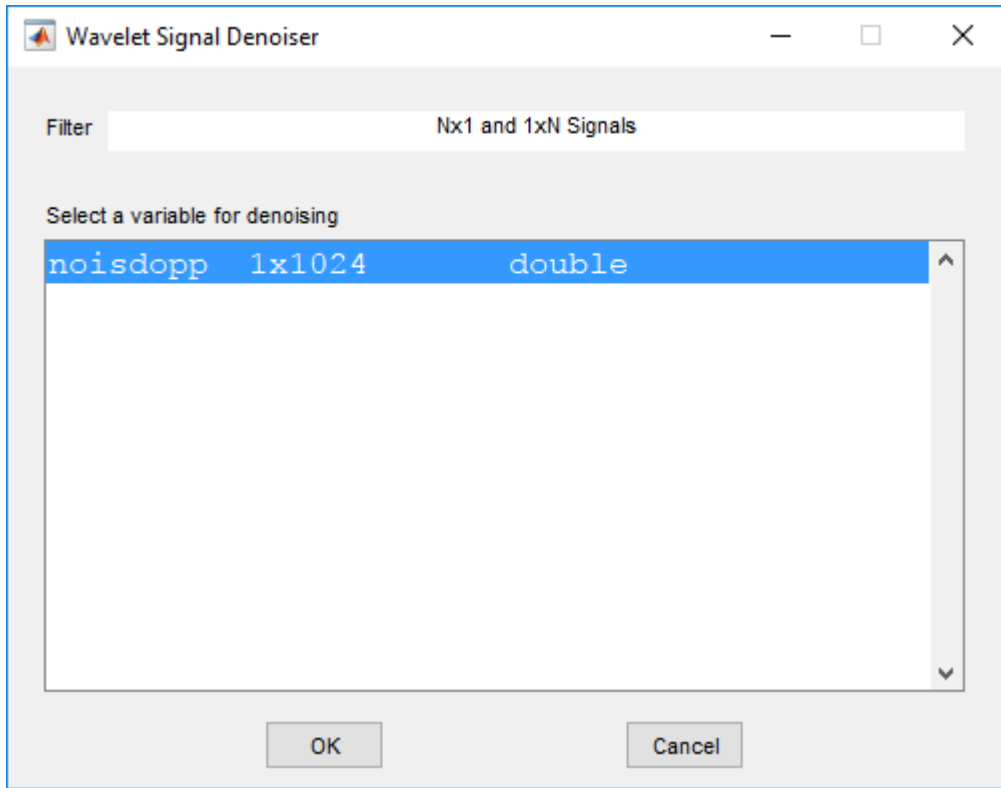 Wavelet Signal Denoiser
Filter Nx1 and 1xN Signals
Select a variable for denoising
noisdopp 1x1024 double
OK Cancel